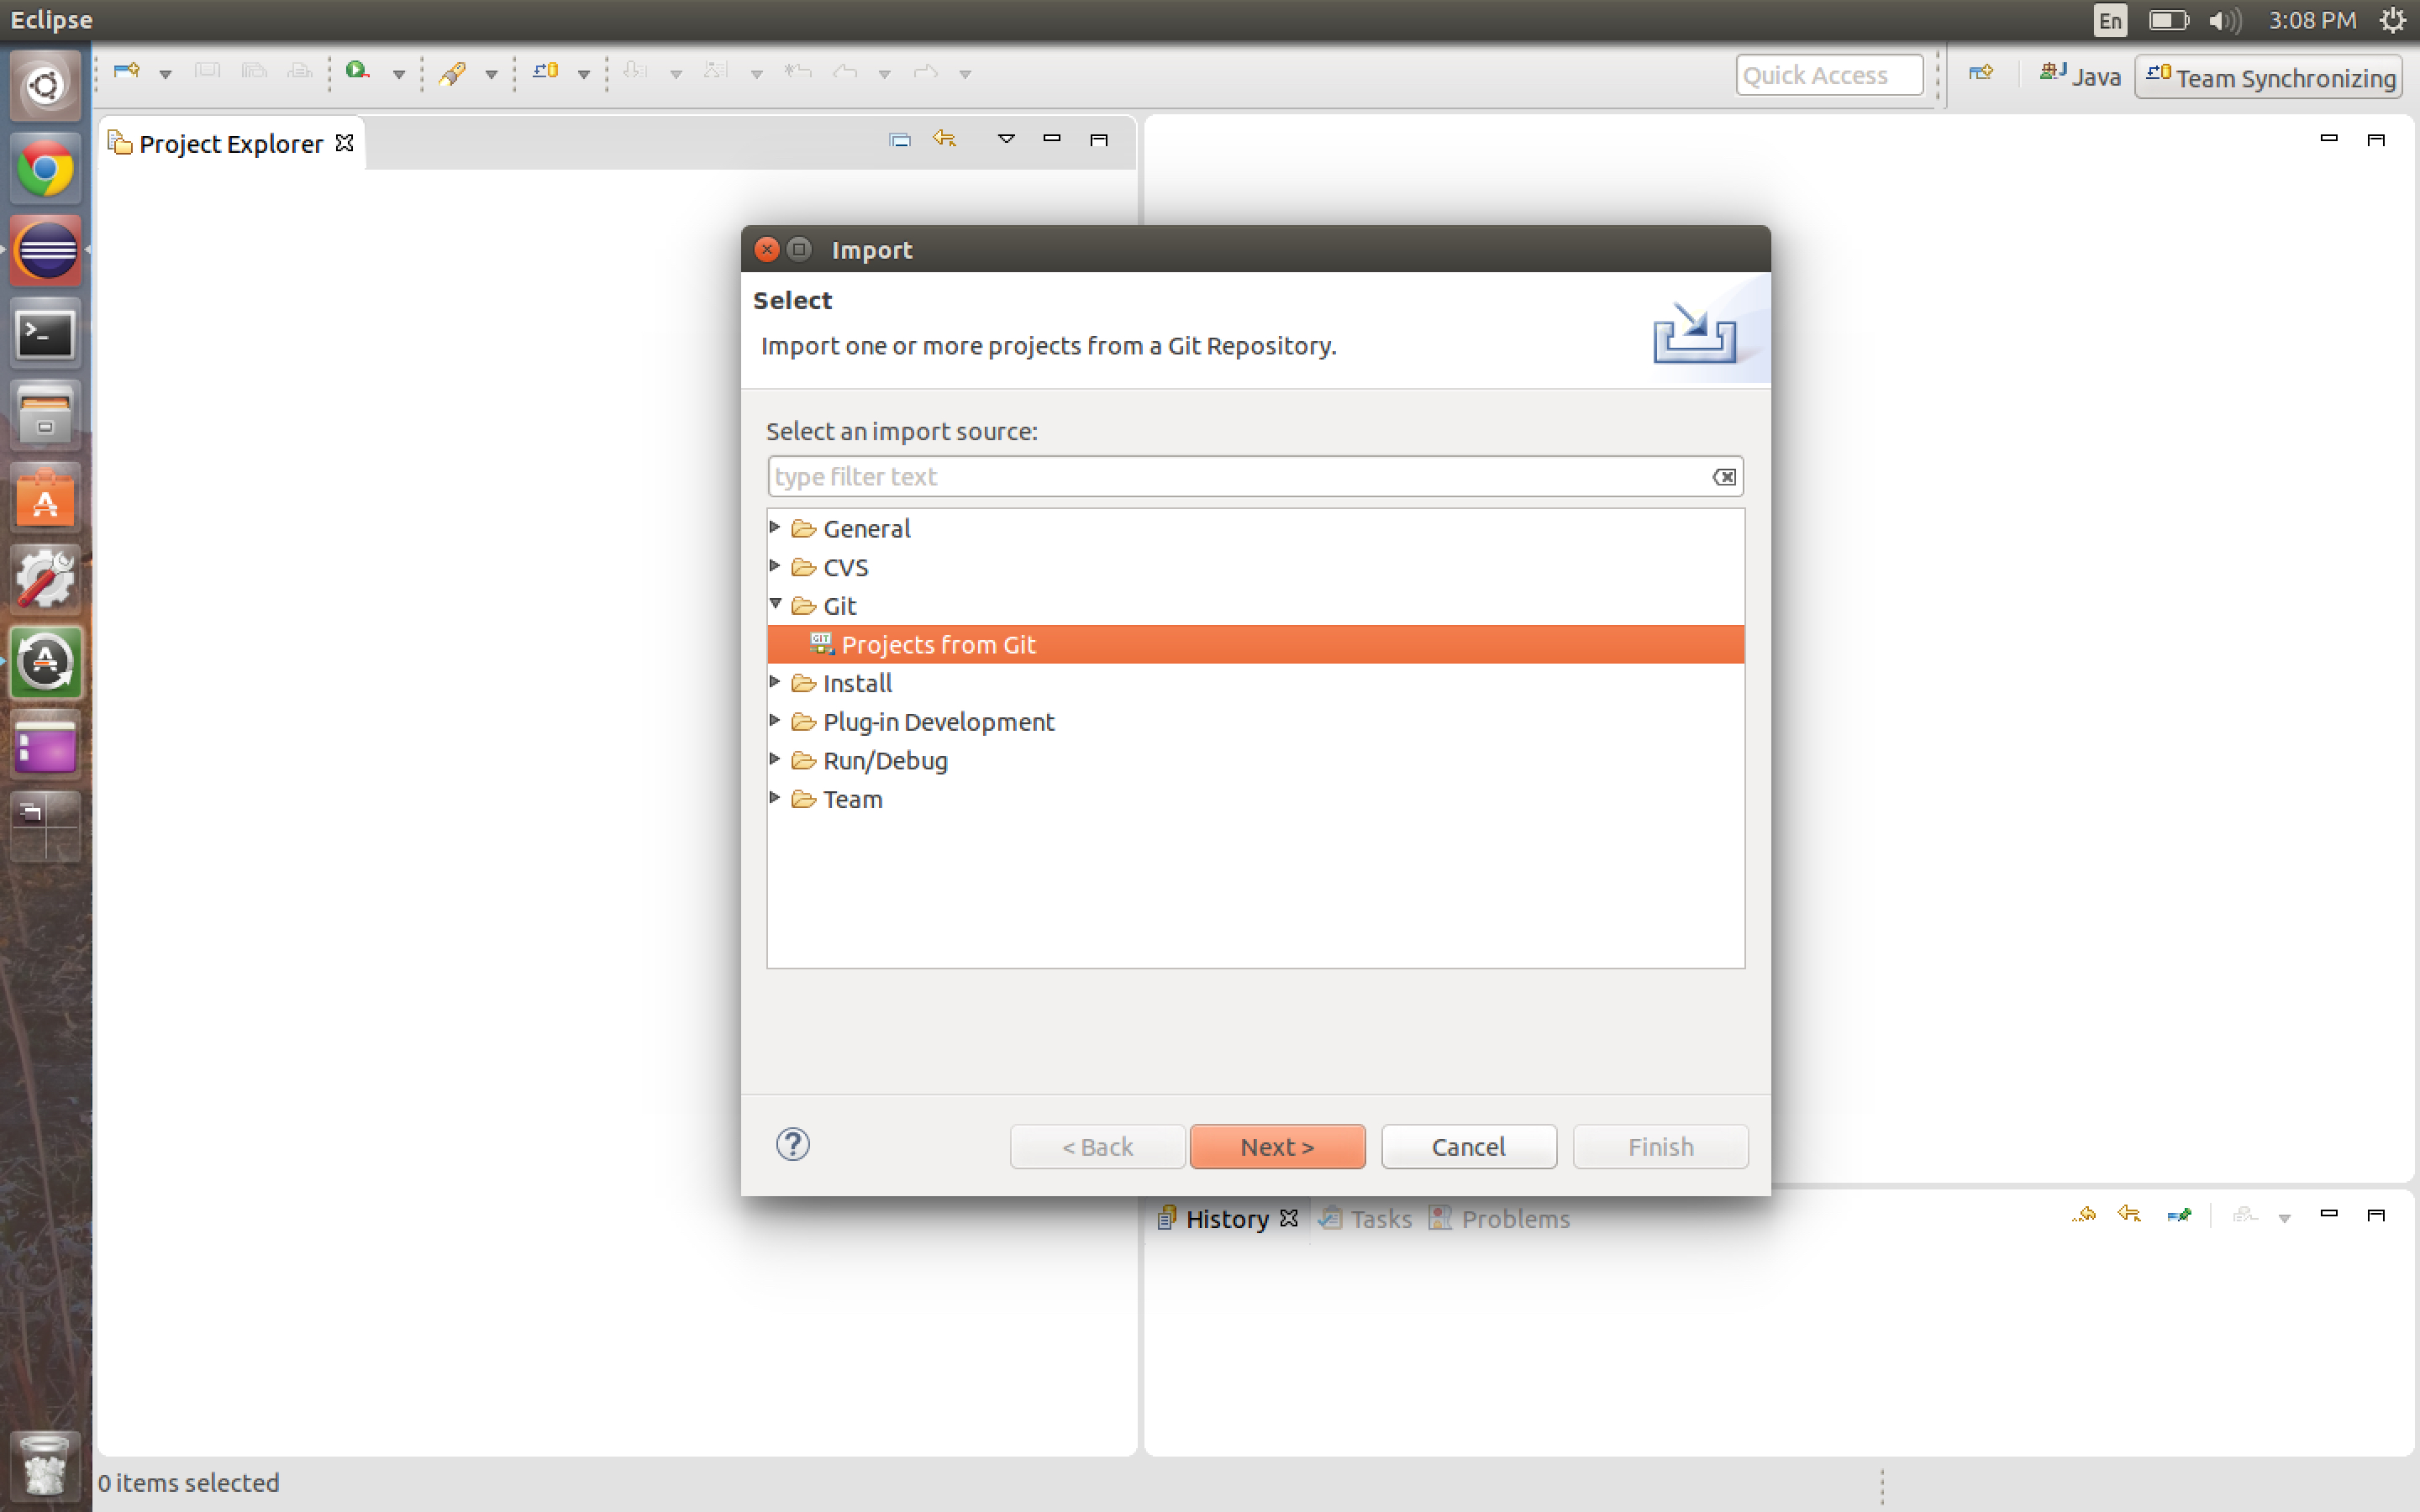 Eclipse
En
3:08 PM
Quick Access
Java
Team Synchronizing
Project Explorer
Import
Select
Import one or more projects from a Git Repository.
Select an import source:
type filter text
General
CVS
Git
GIT Projects from Git
Install
Plug-in Development
Run/Debug
Team
?
< Back
Next >
Cancel
Finish
History
Tasks
Problems
0 items selected